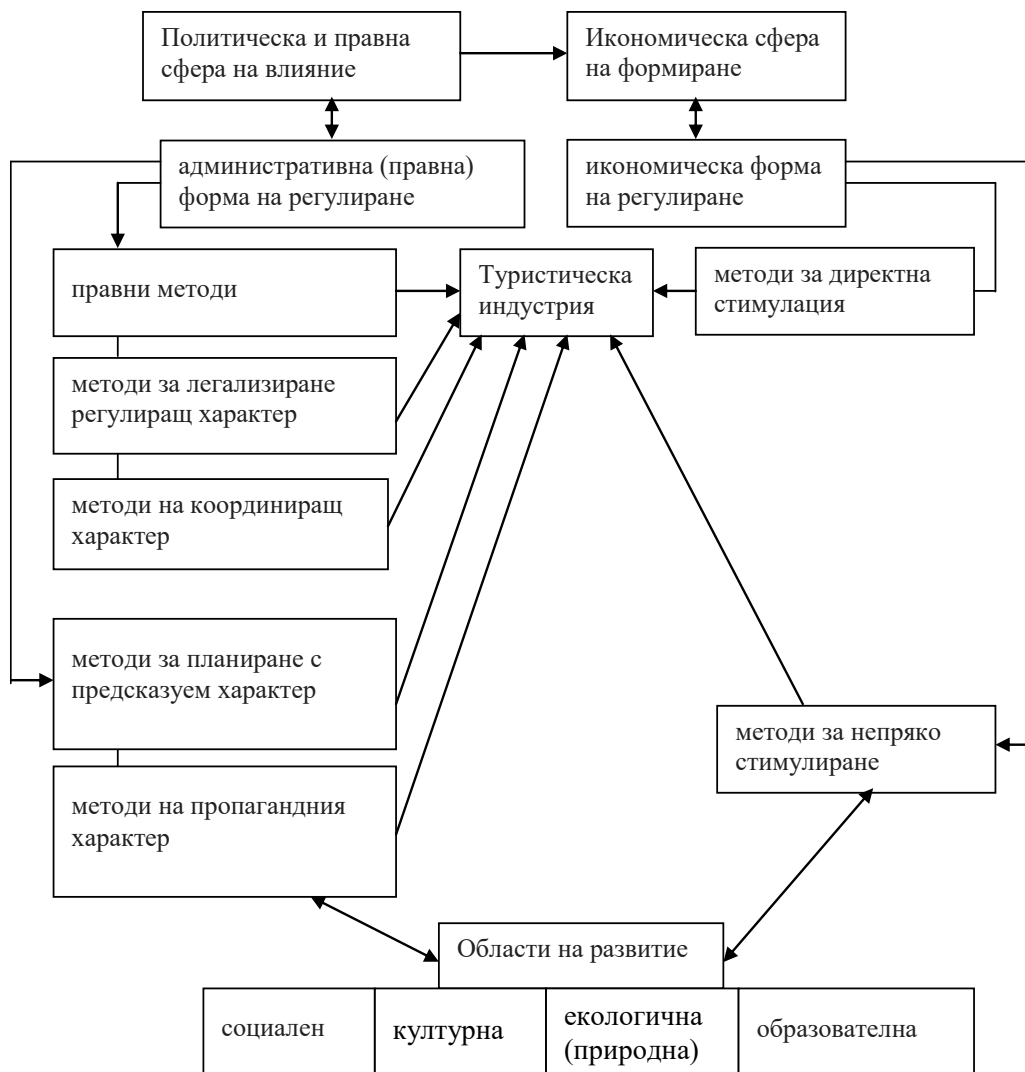 Политическа и правна
сфера на влияние
Икономическа сфера
на формиране
административна (правна)
форма на регулиране
икономическа форма
на регулиране
правни методи
Туристическа
индустрия
методи за директна
стимулация
методи за легализиране
регулиращ характер
методи на координиращ
характер
методи за планиране с
предсказуем характер
методи за непряко
стимулиране
методи на пропагандния
характер
Области на развитие
социален
културна
екологична
(природна)
образователна